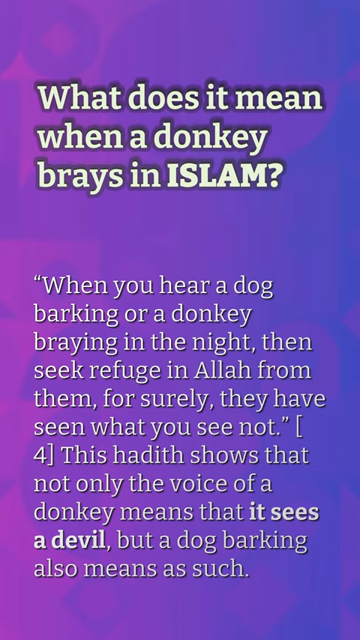 What does it mean
when a donkey
brays in ISLAM?
“When you hear a dog
barking or a donkey
braying in the night, then
seek refuge in Allah from
them, for surely, they have
seen what you see not.” [
4] This hadith shows that
not only the voice of a
donkey means that it sees
a devil, but a dog barking
also means as such.